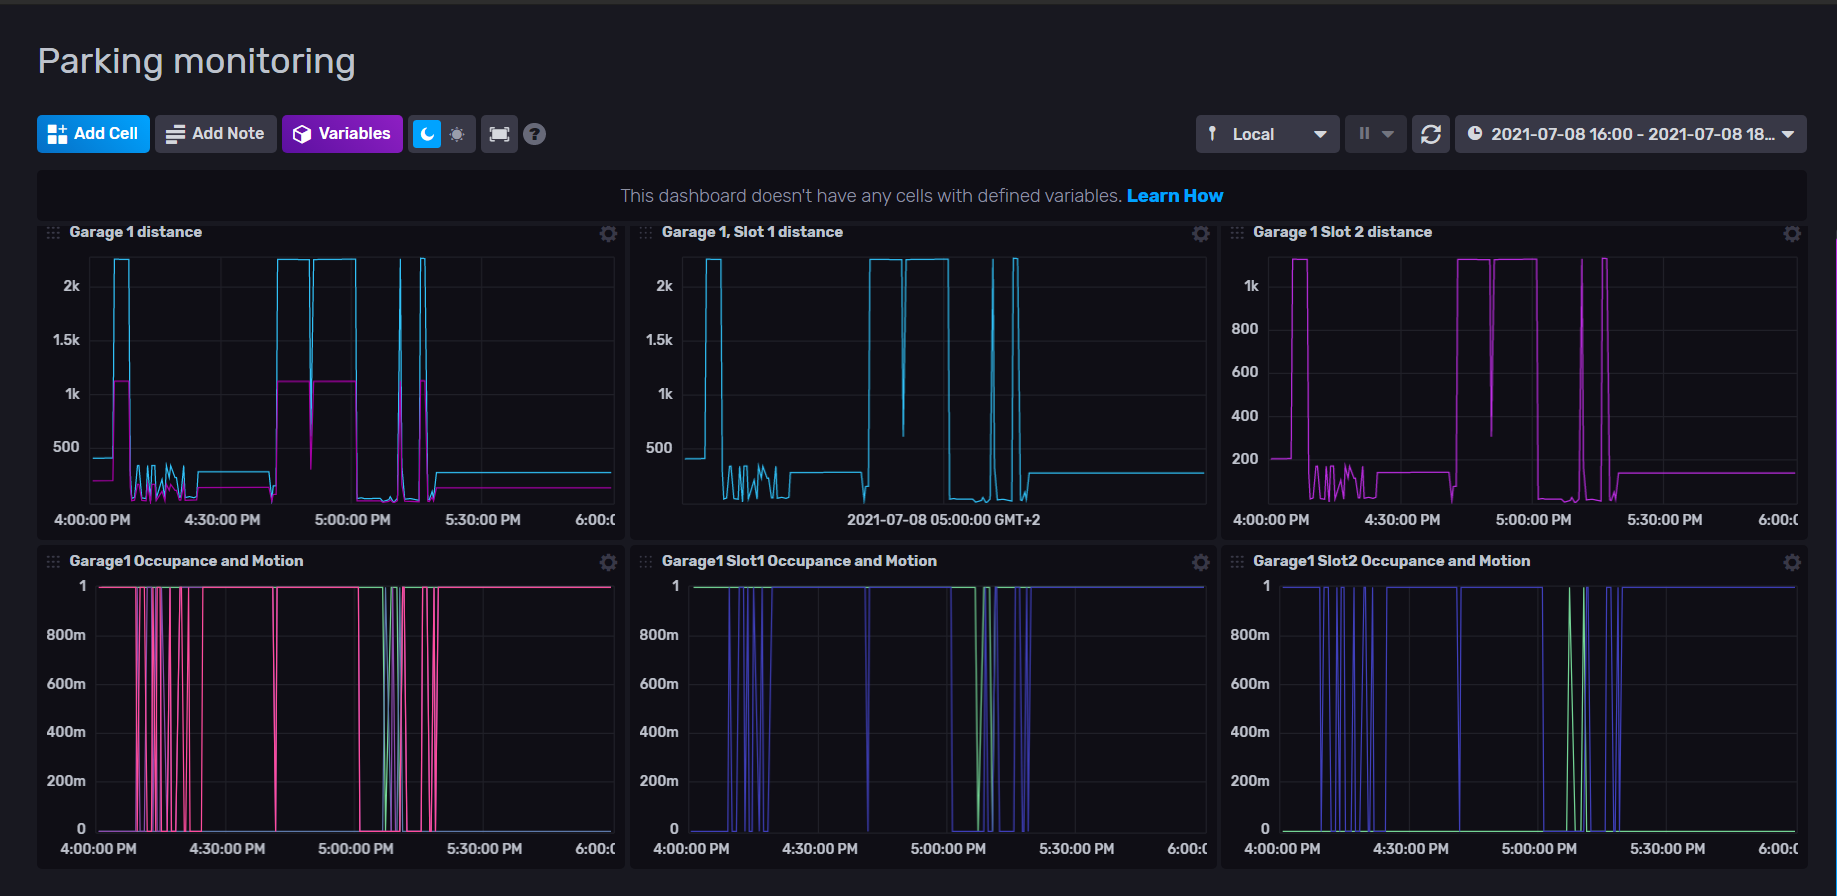 Parking monitoring
Add Cell Add Note Variables ? Local 2021-07-08 16:00 - 2021-07-08 18...
This dashboard doesn't have any cells with defined variables. Learn How
Garage 1 distance
2k
1.5k
1k
500
4:00:00 PM 4:30:00 PM 5:00:00 PM 5:30:00 PM 6:00:0
Garage 1, Slot 1 distance
2k
1.5k
1k
500
2021-07-08 05:00:00 GMT+2
Garage 1 Slot 2 distance
1k
800
600
400
200
4:00:00 PM 4:30:00 PM 5:00:00 PM 5:30:00 PM 6:00:0
Garage1 Occupance and Motion
1
800m
600m
400m
200m
0
4:00:00 PM 4:30:00 PM 5:00:00 PM 5:30:00 PM 6:00:0
Garage1 Slot1 Occupance and Motion
1
800m
600m
400m
200m
0
4:00:00 PM 4:30:00 PM 5:00:00 PM 5:30:00 PM 6:00:0
Garage1 Slot2 Occupance and Motion
1
800m
600m
400m
200m
0
4:00:00 PM 4:30:00 PM 5:00:00 PM 5:30:00 PM 6:00:0